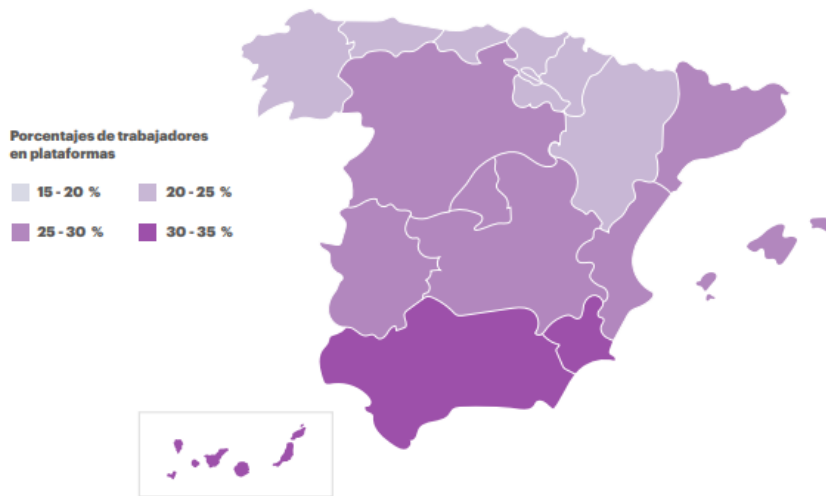 Porcentajes de trabajadores
en plataformas
15 - 20 % 20 - 25 %
25 - 30 % 30 - 35 %